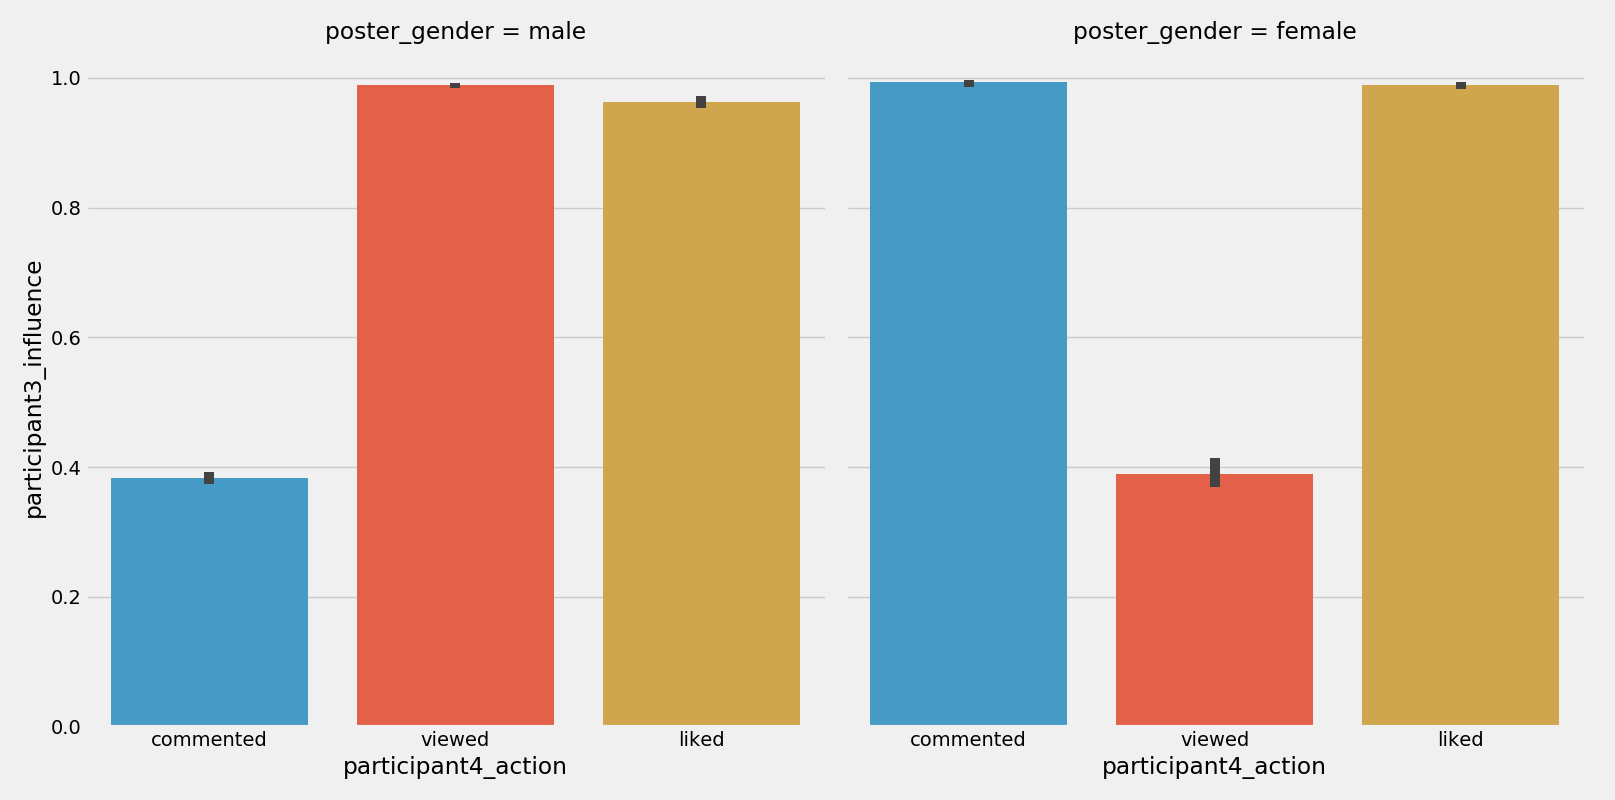 poster_gender = male
poster_gender = female
participant3_influence
1.0
0.8
0.6
0.4
0.2
0.0
commented viewed liked
commented viewed liked
participant4_action
participant4_action